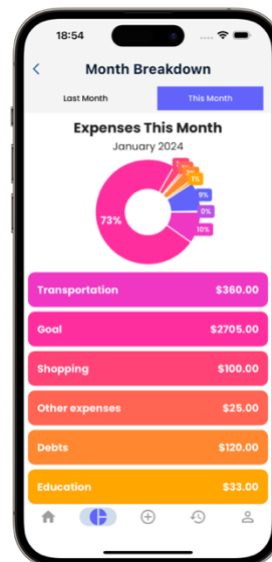 18:54
Month Breakdown
Last Month This Month
Expenses This Month
January 2024
1%
9%
0%
10%
73%
Transportation $360.00
Goal $2705.00
Shopping $100.00
Other expenses $25.00
Debts $120.00
Education $33.00